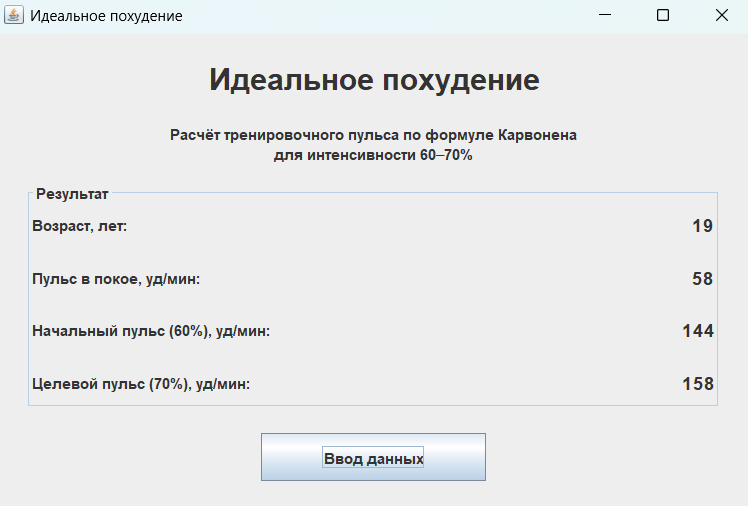 Идеальное похудение
Идеальное похудение
Расчёт тренировочного пульса по формуле Карвонена
для интенсивности 60–70%
Результат
Возраст, лет: 19
Пульс в покое, уд/мин: 58
Начальный пульс (60%), уд/мин: 144
Целевой пульс (70%), уд/мин: 158
Ввод данных